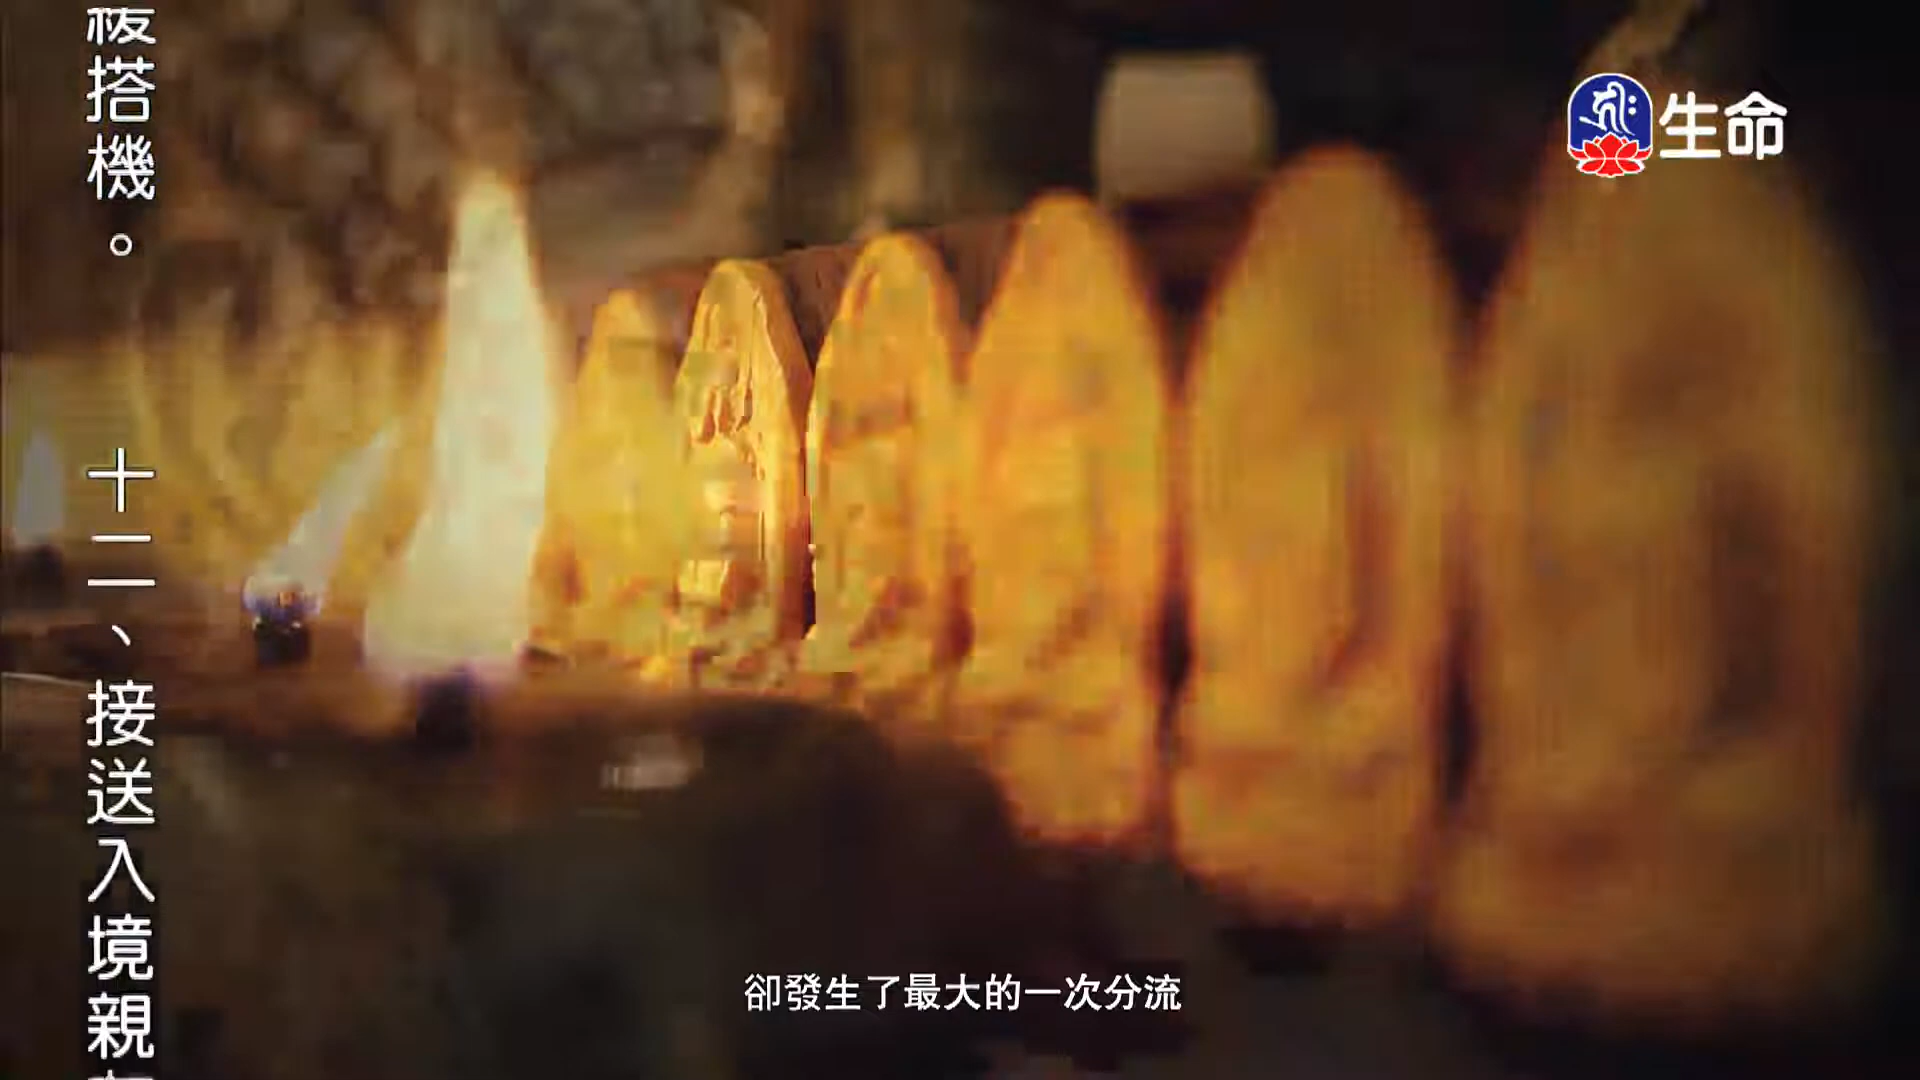 搭機。 十二、接送入境親
生命
卻發生了最大的一次分流